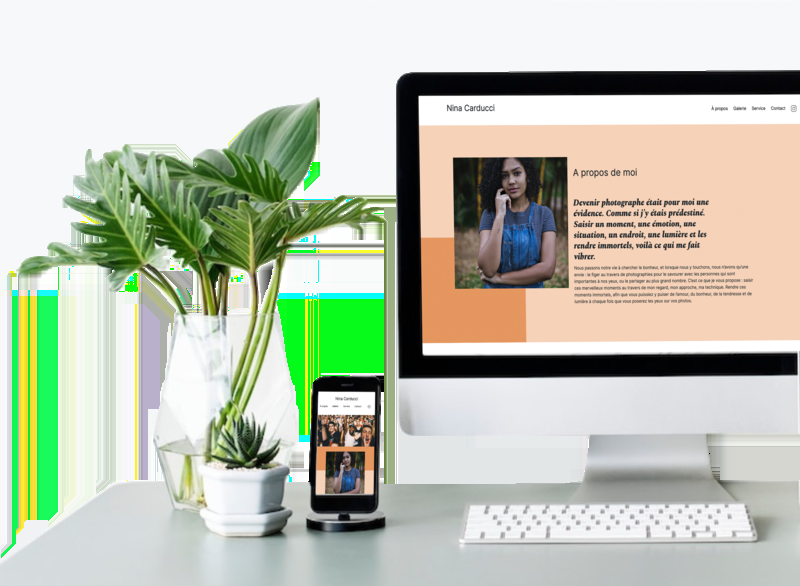 Nina Carducci
À propos Galerie Service Contact
A propos de moi
Devenir photographe était pour moi une
évidence. Comme si j'y étais prédestiné.
Saisir un moment, une émotion, une
situation, un endroit, une lumière et les
rendre immortels, voilà ce qui me fait
vibrer.
Nous passons notre vie à chercher le bonheur, et lorsque nous y touchons, nous rêvons qu'une
envie : le figer au travers de photographies pour le savourer avec les personnes qui sont
importantes à nos yeux, ou le partager au plus grand nombre. C'est ce que je vous propose : saisir
ces merveilleux moments au travers de mon regard, mon approche, ma technique. Rendre ces
moments immortels, afin que vous puissiez y puiser de l'amour, du bonheur, de la tendresse et de
lumière à chaque fois que vous poserez les yeux sur vos photos.
Nina Carducci